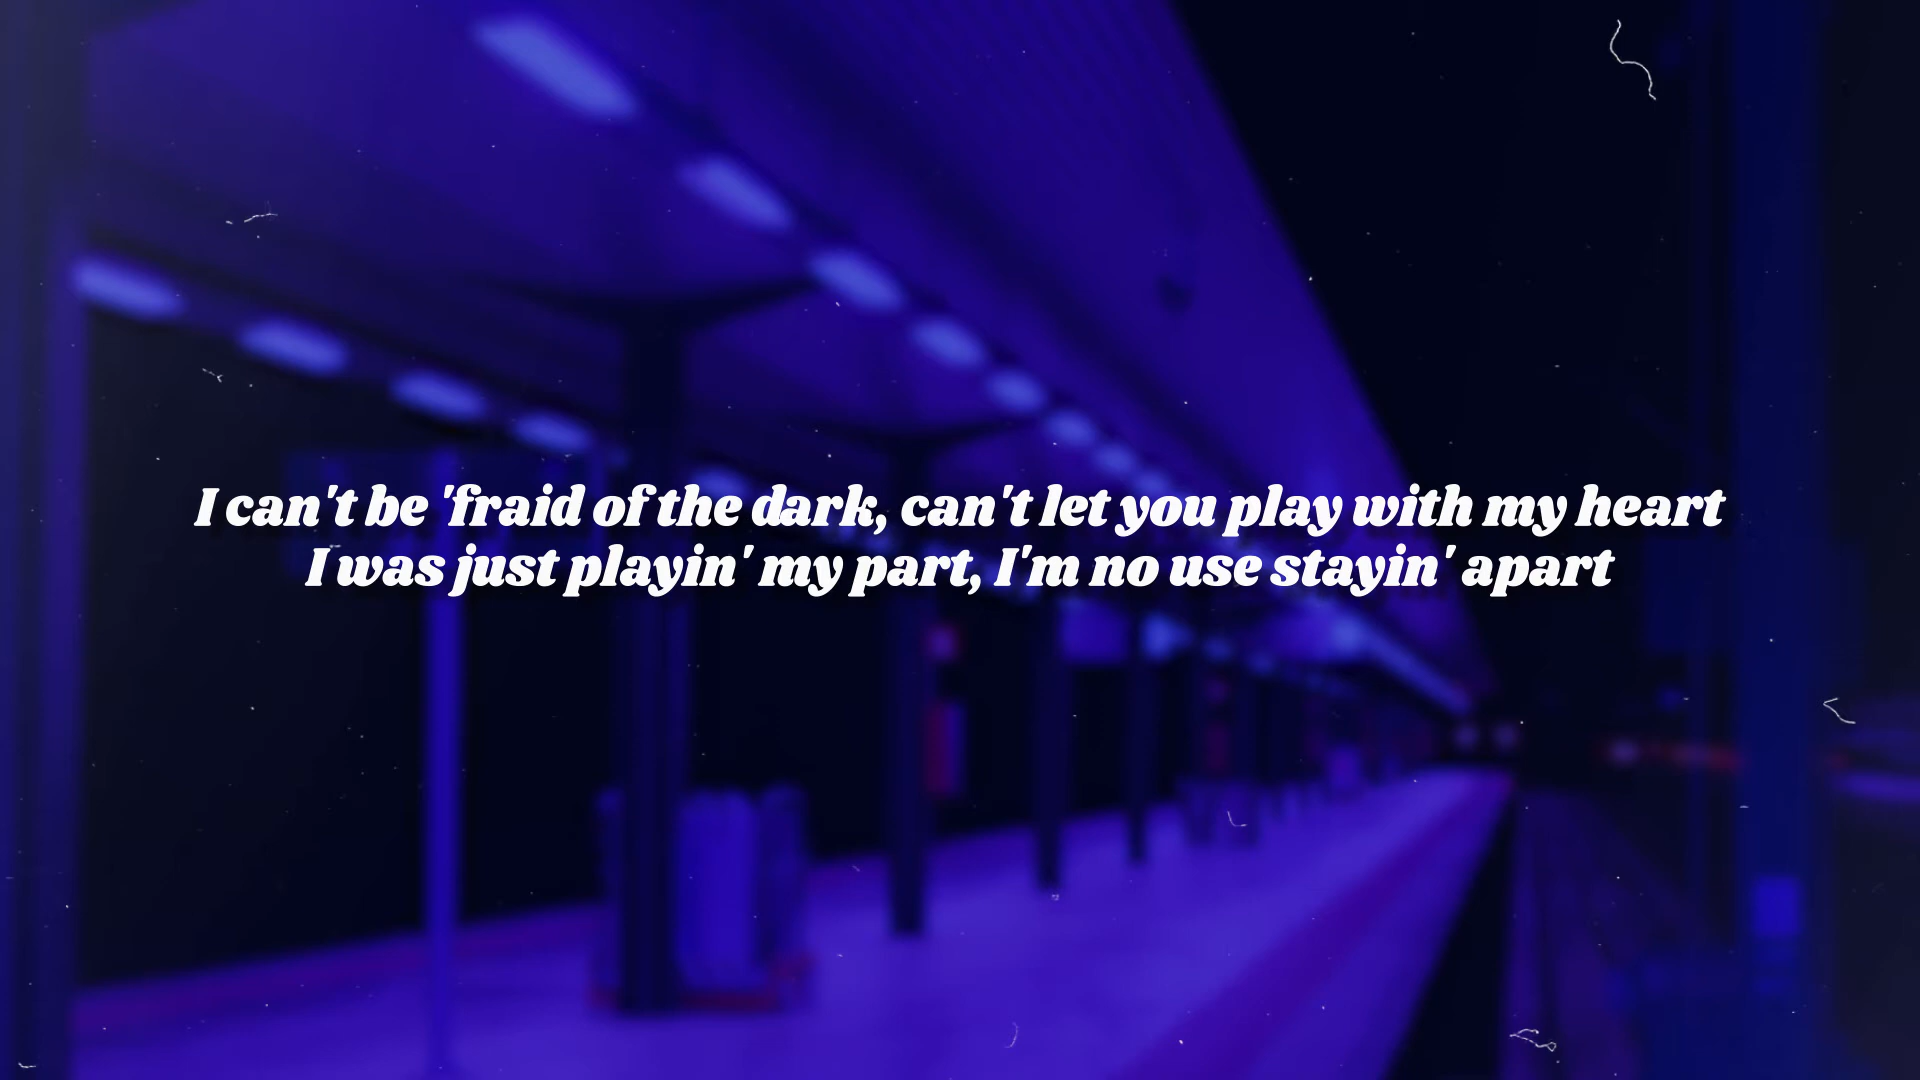 I can't be 'fraid of the dark, can't let you play with my heart
I was just playin' my part, I'm no use stayin' apart